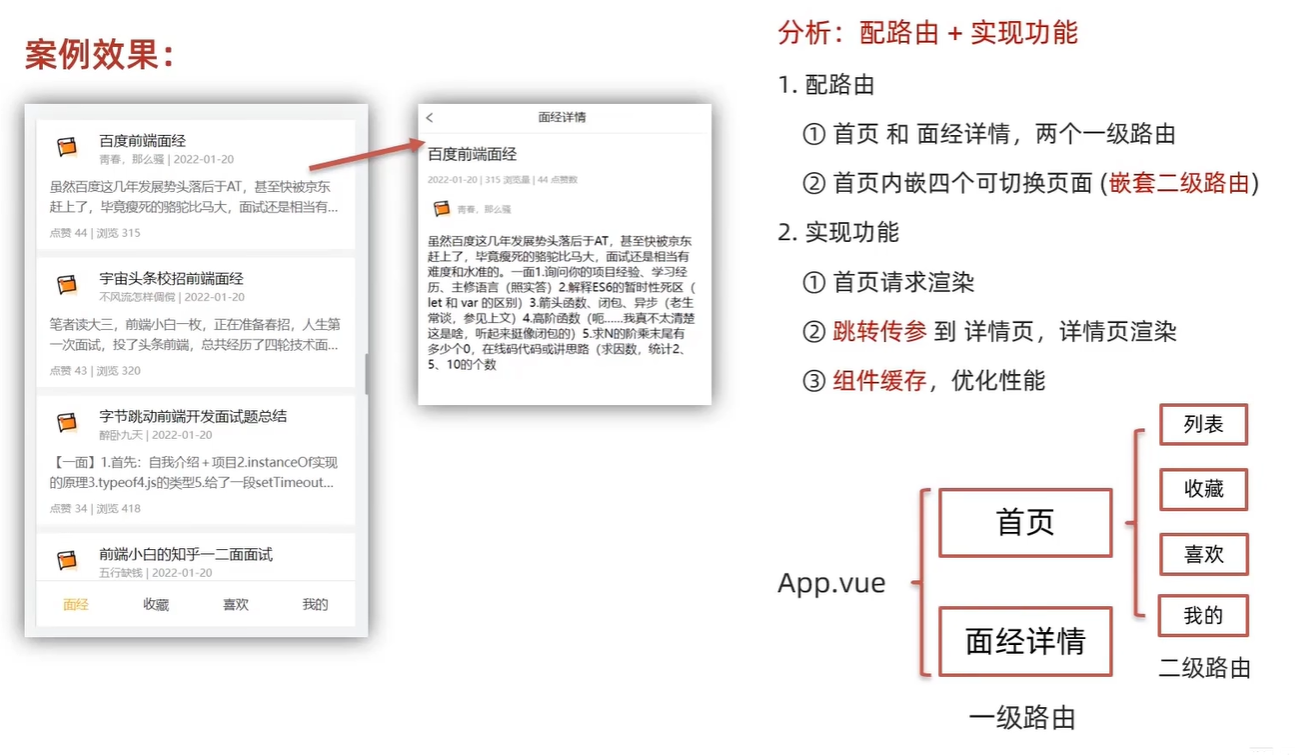 案例效果：
百度前端面经
青春，那么骚 | 2022-01-20
虽然百度这几年发展势头落后于AT，甚至快被京东
赶上了，毕竟瘦死的骆驼比马大，面试还是相当有...
点赞 44 | 浏览 315
宇宙头条校招前端面经
不风流怎样倜傥 | 2022-01-20
笔者读大三，前端小白一枚，正在准备春招，人生第
一次面试，投了头条前端，总共经历了四轮技术面...
点赞 43 | 浏览 320
字节跳动前端开发面试题总结
醉卧九天 | 2022-01-20
【一面】1.首先：自我介绍 + 项目2.instanceOf实现
的原理3.typeof4.js的类型5.给了一段setTimeout...
点赞 34 | 浏览 418
前端小白的知乎一二面面试
五行缺钱 | 2022-01-20
面经 收藏 喜欢 我的
< 面经详情
百度前端面经
2022-01-20 | 315 浏览量 | 44 点赞数
青春，那么骚
虽然百度这几年发展势头落后于AT，甚至快被京东
赶上了，毕竟瘦死的骆驼比马大，面试还是相当有
难度和水准的。一面1.询问你的项目经验、学习经
历、主修语言（照实答）2.解释ES6的暂时性死区（
let 和 var 的区别）3.箭头函数、闭包、异步（老生
常谈，参见上文）4.高阶函数（呃……我真不太清楚
这是啥，听起来挺像闭包的）5.求N的阶乘末尾有
多少个0，在线码代码或讲思路（求因数，统计2、
5、10的个数
分析：配路由 + 实现功能
1. 配路由
① 首页 和 面经详情，两个一级路由
② 首页内嵌四个可切换页面 (嵌套二级路由)
2. 实现功能
① 首页请求渲染
② 跳转传参 到 详情页，详情页渲染
③ 组件缓存，优化性能
App.vue
首页
面经详情
一级路由
列表
收藏
喜欢
我的
二级路由